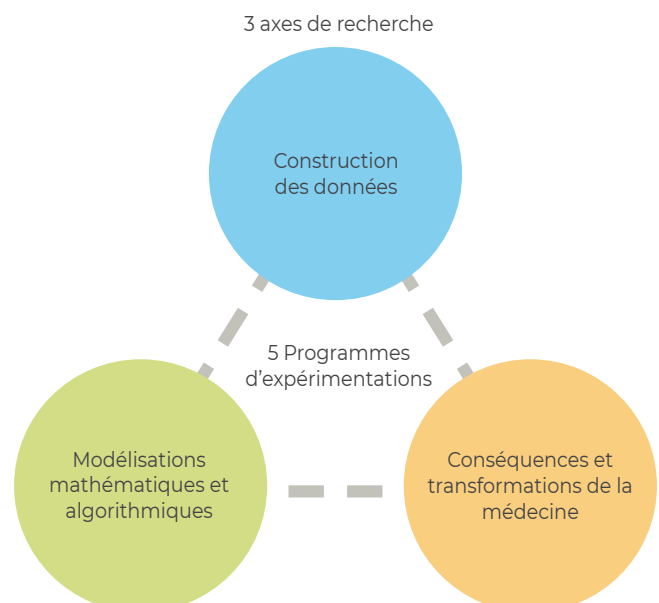 3 axes de recherche
Construction
des données
5 Programmes
d’expérimentations
Modélisations
mathématiques et
algorithmiques
Conséquences et
transformations de la
médecine